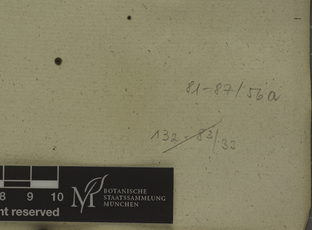 81-87/56a
132-83/33
8 9 10
nt reserved
BOTANISCHE
STAATSSAMMLUNG
MÜNCHEN